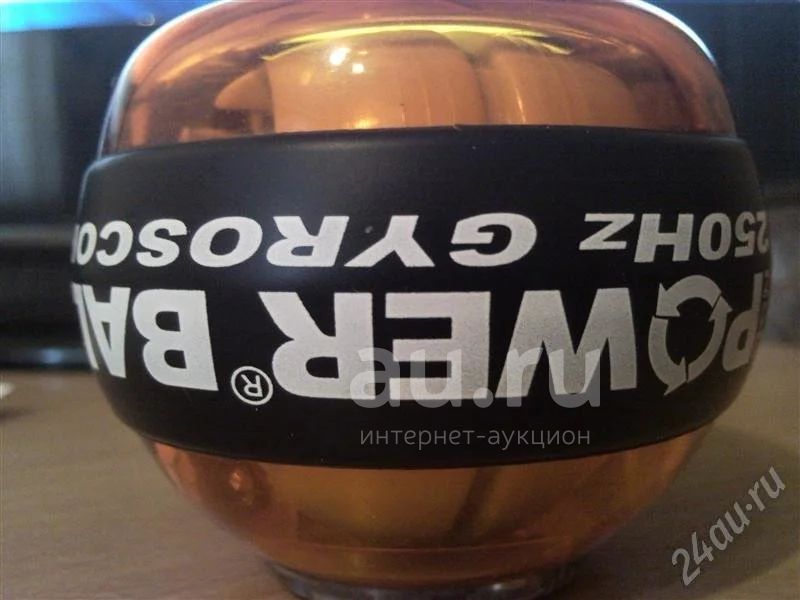 250Hz GYROSCO
POWER® BAL
au.ru
интернет-аукцион
24au.ru